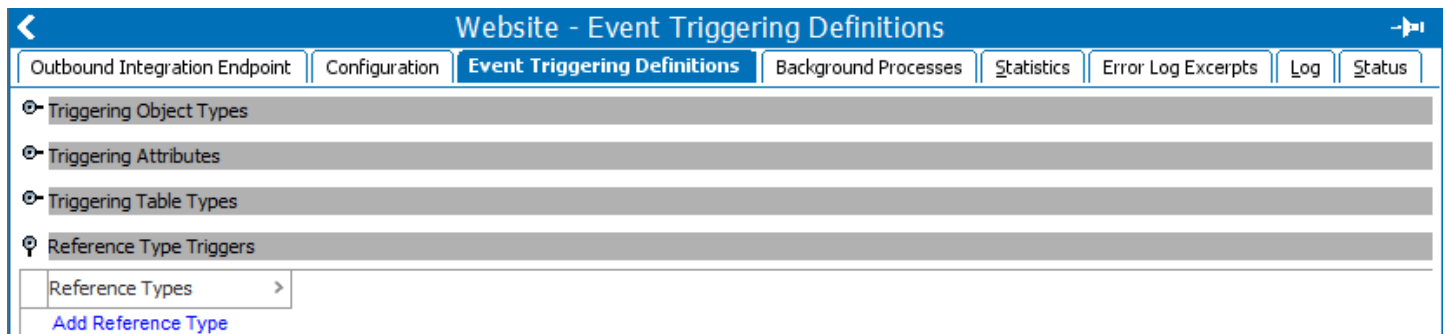 Website - Event Triggering Definitions
Outbound Integration Endpoint Configuration Event Triggering Definitions Background Processes Statistics Error Log Excerpts Log Status
Triggering Object Types
Triggering Attributes
Triggering Table Types
Reference Type Triggers
Reference Types >
Add Reference Type